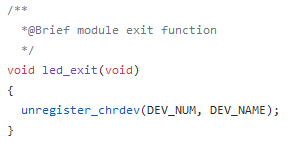 /**
 *@Brief module exit function
 */
void led_exit(void)
{
  unregister_chrdev(DEV_NUM, DEV_NAME);
}